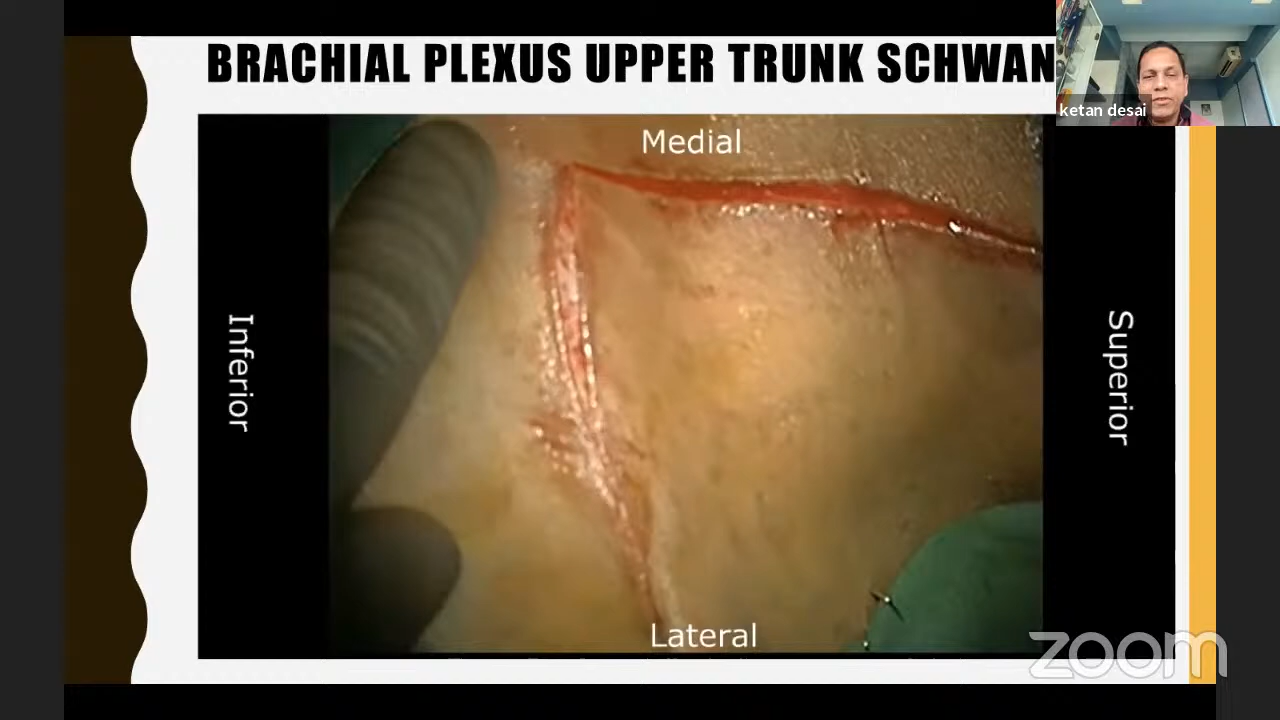 BRACHIAL PLEXUS UPPER TRUNK SCHWAN
ketan desai
Medial
Inferior
Superior
Lateral
zoom